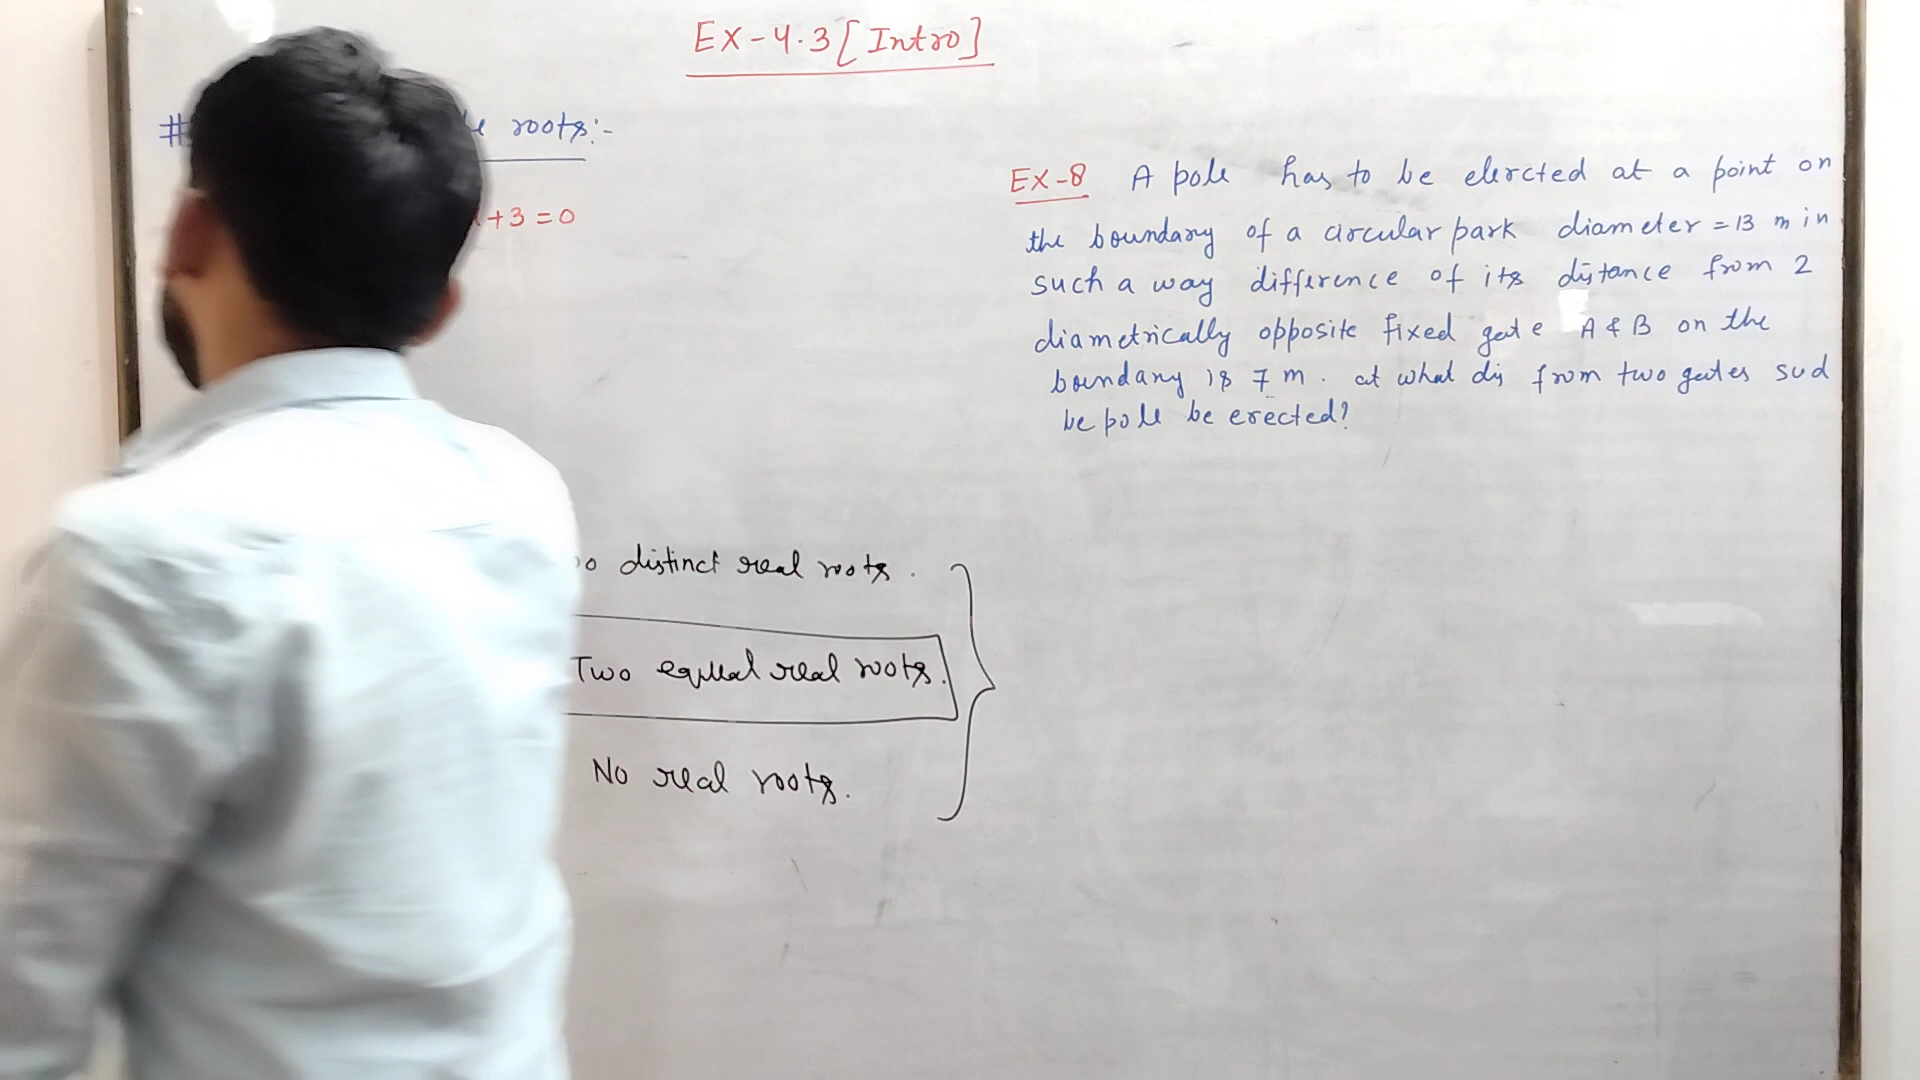 Ex-4.3 [Intro]
# roots:-
+3=0
Ex-8 A pole has to be elercted at a point on
the boundary of a circular park diameter = 13 m in
such a way difference of its distance from 2
diametrically opposite fixed gate A & B on the
boundary is 7 m. at what dis from two gates sud
be pole be erected?
distinct real roots.
Two equal real roots.
No real roots.